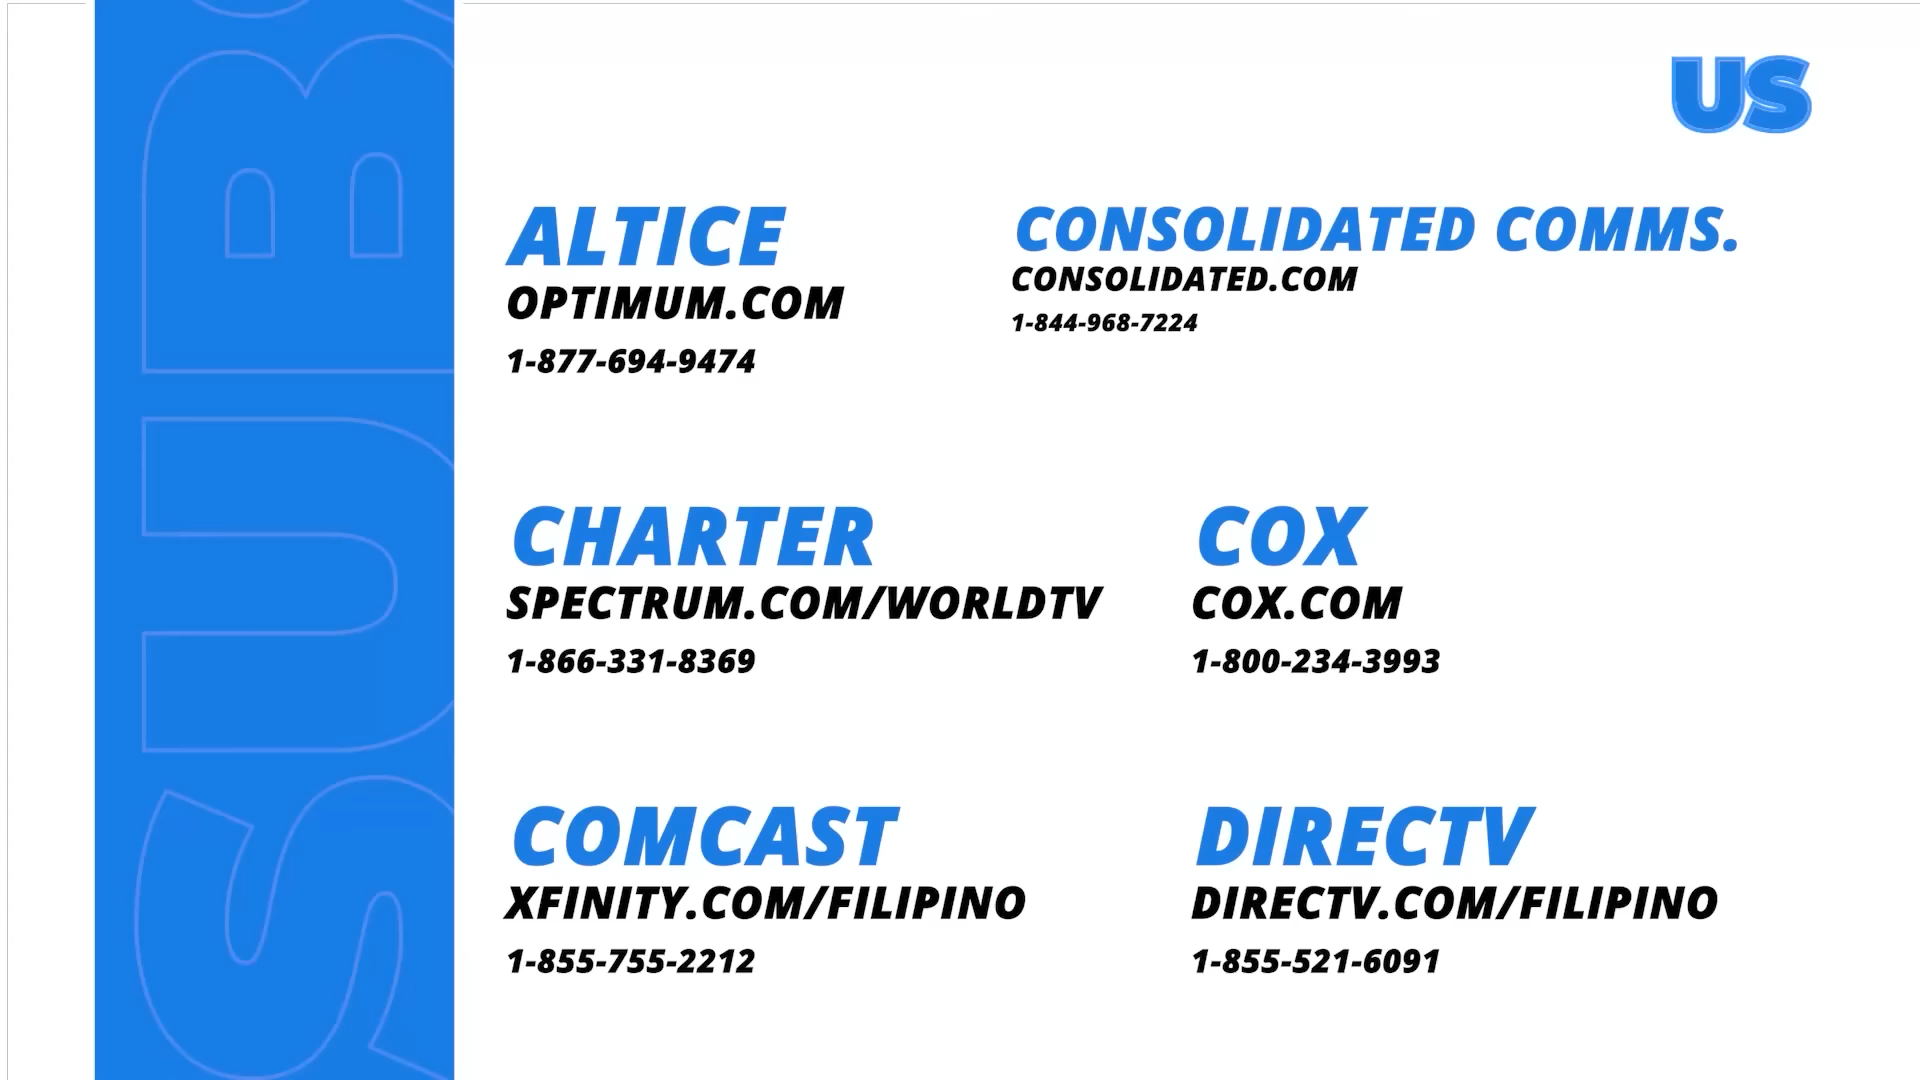 US
ALTICE
OPTIMUM.COM
1-877-694-9474
CONSOLIDATED COMMS.
CONSOLIDATED.COM
1-844-968-7224
CHARTER
SPECTRUM.COM/WORLDTV
1-866-331-8369
COX
COX.COM
1-800-234-3993
COMCAST
XFINITY.COM/FILIPINO
1-855-755-2212
DIRECTV
DIRECTV.COM/FILIPINO
1-855-521-6091
SUB